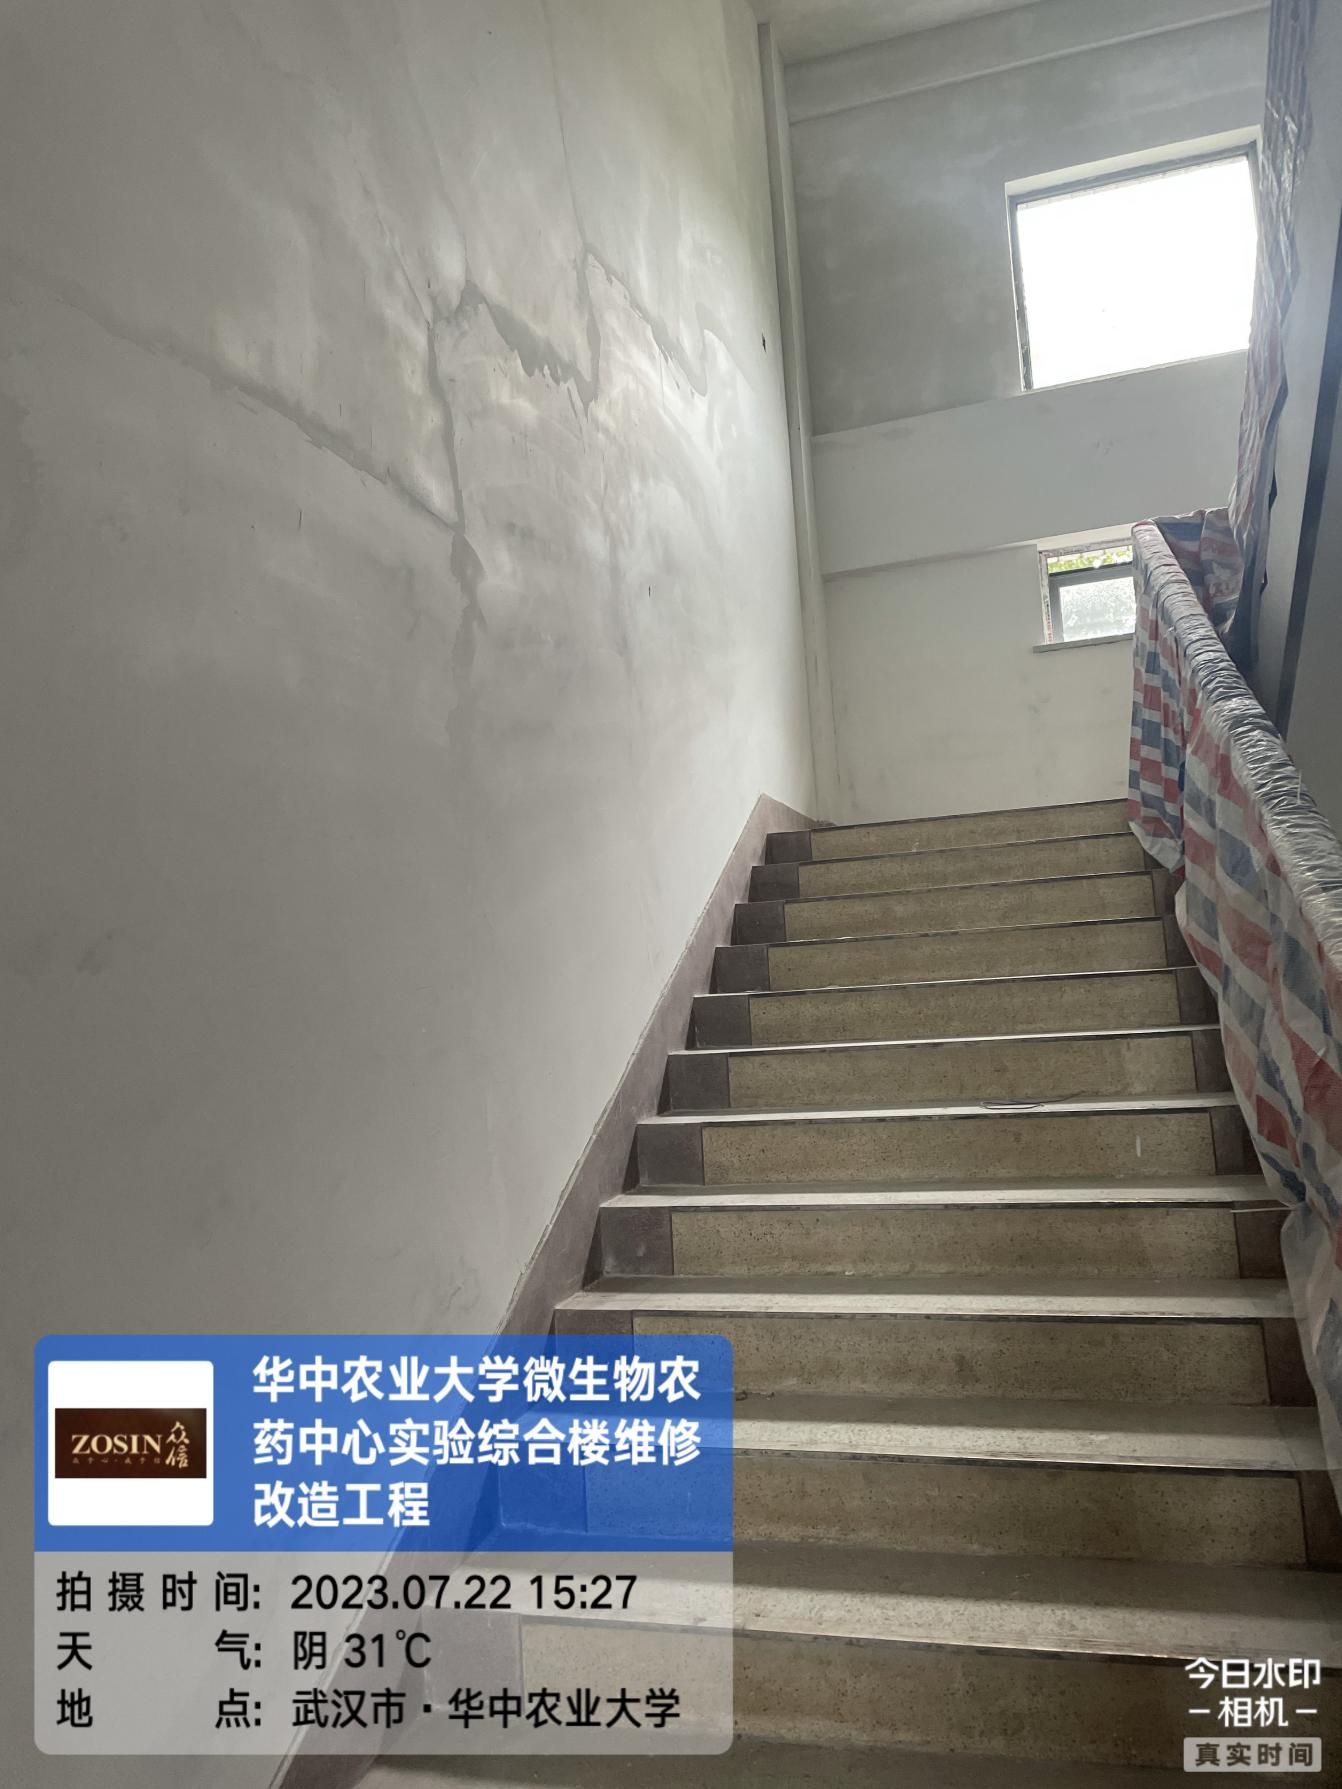 华中农业大学微生物农
药中心实验综合楼维修
改造工程
ZOSIN众信
拍摄时间: 2023.07.22 15:27
天气: 阴 31℃
地点: 武汉市·华中农业大学
今日水印
-相机-
真实时间